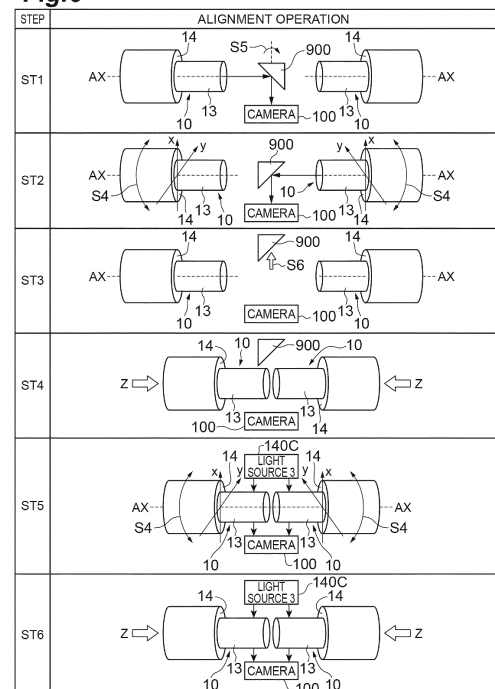 STEP ALIGNMENT OPERATION
ST1
14 S5 900 14
AX AX
13 13
10 10
CAMERA 100
ST2
x y 900 y x
S4 S4
14 13 10 10 13 14
CAMERA 100
ST3
14 900 14
AX S6 AX
13 13
10 10
CAMERA 100
ST4
14 10 900 10
Z Z
13 13
100 CAMERA 14
ST5
140C
x 14 y LIGHT SOURCE 3 y 14 x
AX AX
S4 S4
13 13
CAMERA
10 100 10
ST6
14 LIGHT SOURCE 3 140C 14
Z Z
13 13
CAMERA
10 100 10